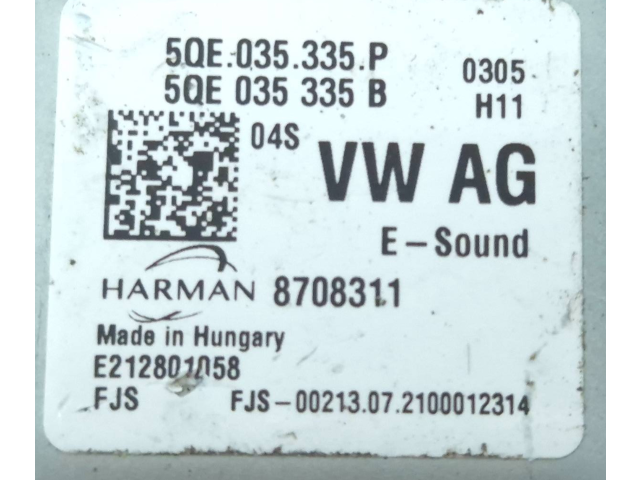 5QE.035.335.P
0305
5QE 035 335 B
H11
04S
VW AG
E-Sound
HARMAN 8708311
Made in Hungary
E212801058
FJS FJS-00213.07.2100012314